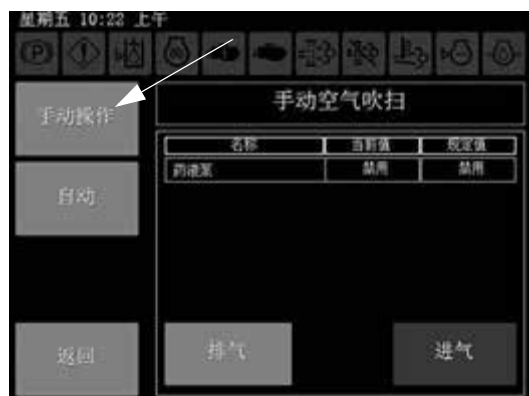 星期五 10:22 上午
手动操作
手动空气吹扫
名称 当前值 规定值
药液泵 禁用 禁用
自动
返回
排气
进气